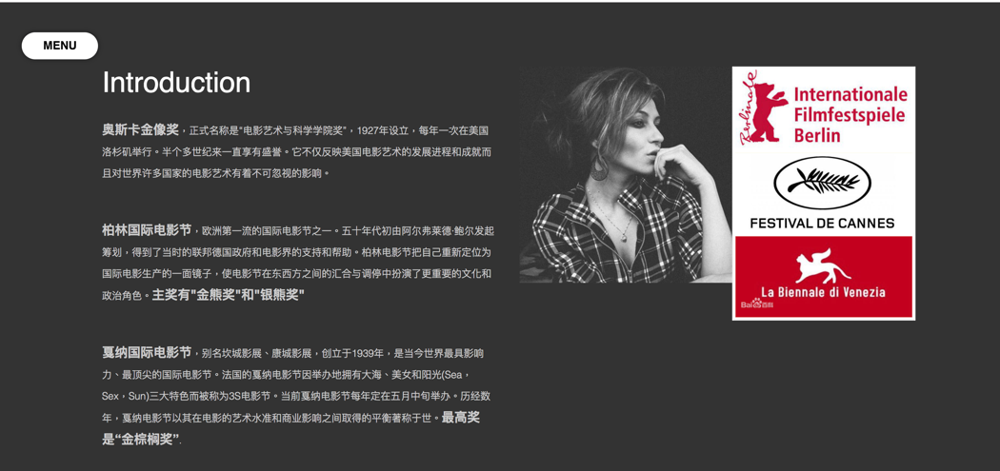 MENU
Introduction
奥斯卡金像奖，正式名称是“电影艺术与科学学院奖”，1927年设立，每年一次在美国
洛杉矶举行。半个多世纪来一直享有盛誉。它不仅反映美国电影艺术的发展进程和成就而
且对世界许多国家的电影艺术有着不可忽视的影响。
柏林国际电影节，欧洲第一流的国际电影节之一。五十年代初由阿尔弗莱德·鲍尔发起
筹划，得到了当时的联邦德国政府和电影界的支持和帮助。柏林电影节把自己重新定位为
国际电影生产的一面镜子，使电影节在东西方之间的汇合与调停中扮演了更重要的文化和
政治角色。主奖有"金熊奖"和"银熊奖"
戛纳国际电影节，别名坎城影展、康城影展，创立于1939年，是当今世界最具影响
力、最顶尖的国际电影节。法国的戛纳电影节因举办地拥有大海、美女和阳光(Sea，
Sex，Sun)三大特色而被称为3S电影节。当前戛纳电影节每年定在五月中旬举办。历经数
年，戛纳电影节以其在电影的艺术水准和商业影响之间取得的平衡著称于世。最高奖
是“金棕榈奖”.
Berlinale
Internationale
Filmfestspiele
Berlin
FESTIVAL DE CANNES
La Biennale di Venezia
Bai百科